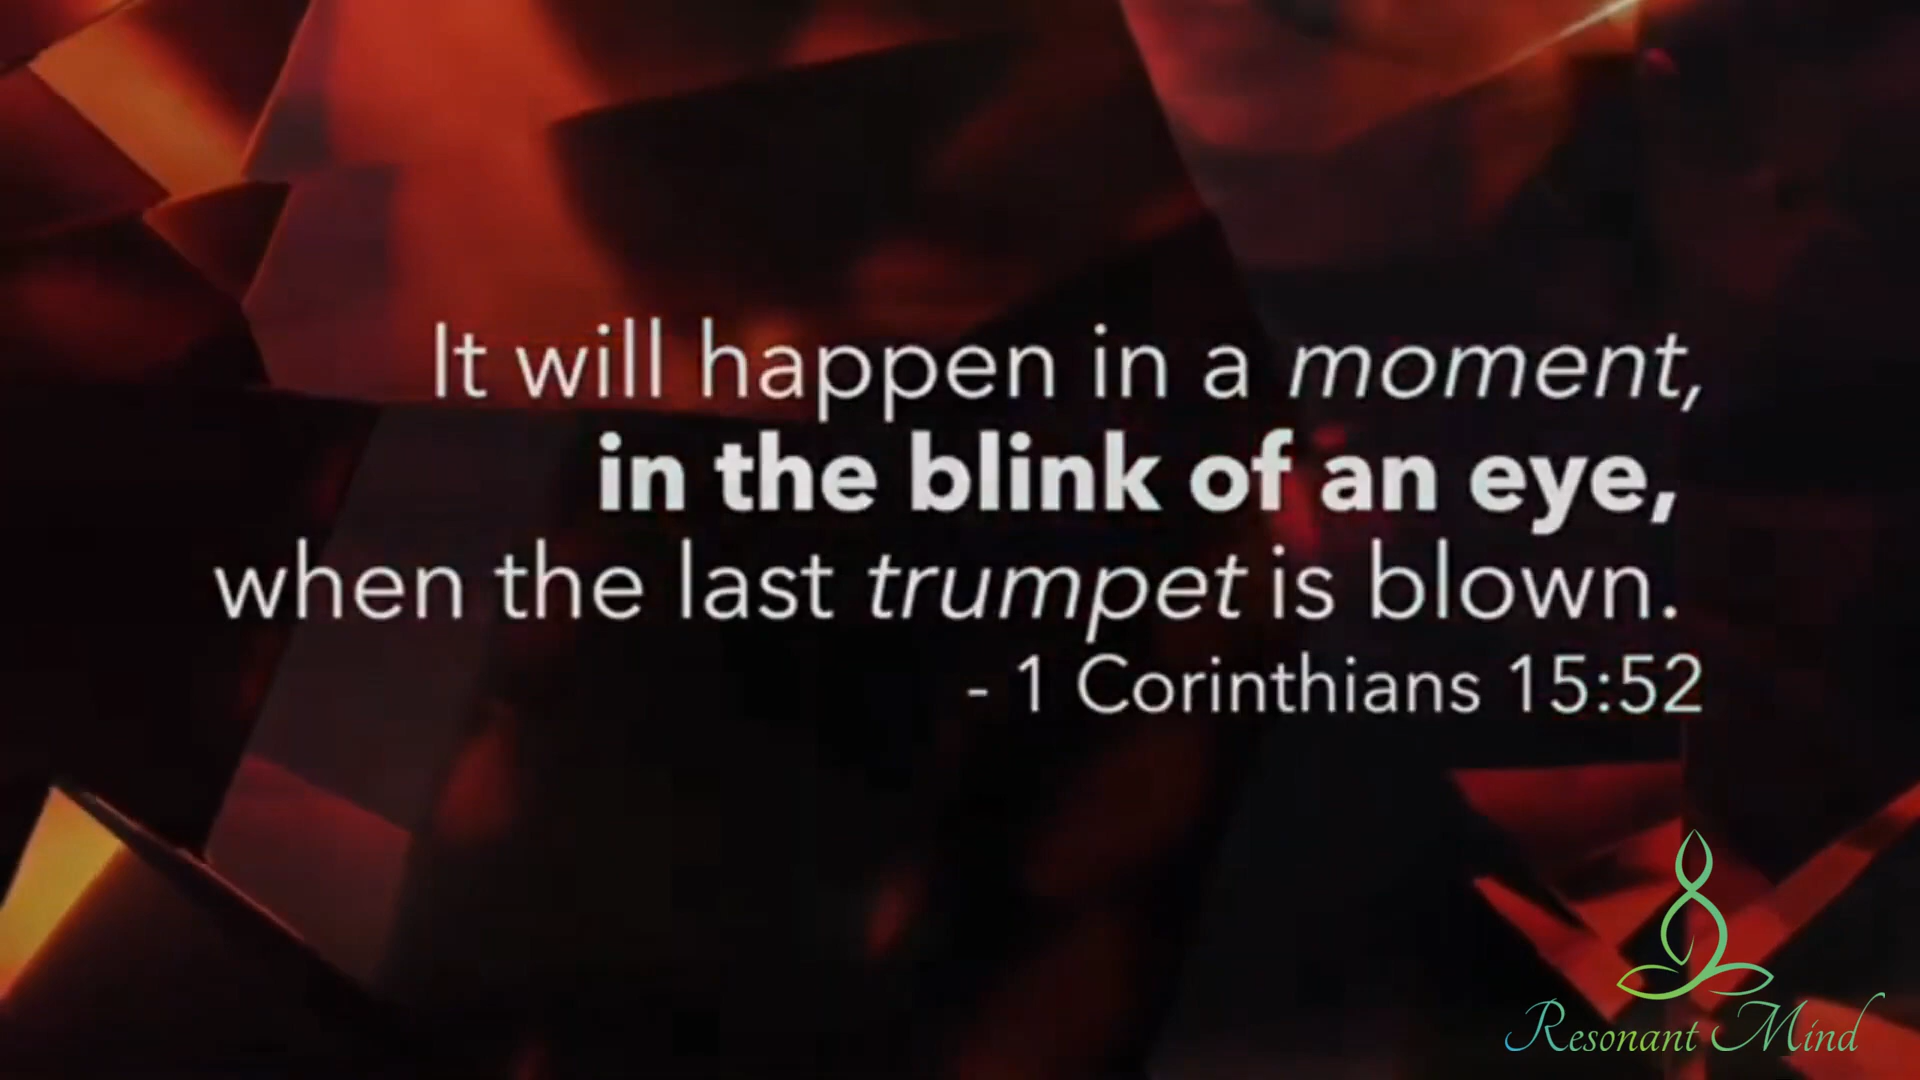 It will happen in a moment,
in the blink of an eye,
when the last trumpet is blown.
- 1 Corinthians 15:52
Resonant Mind